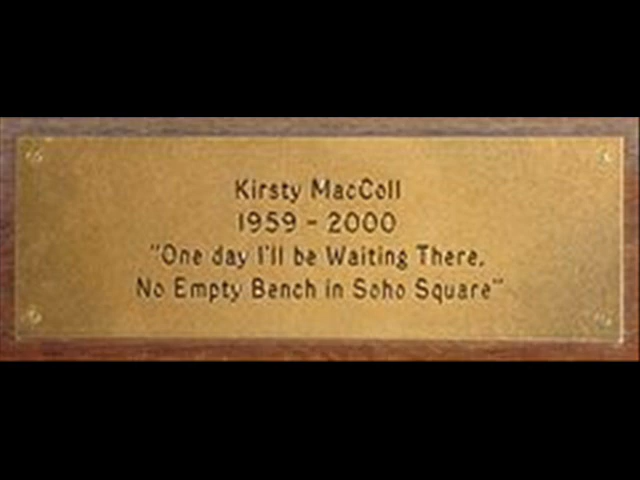 Kirsty MacColl
1959 - 2000
"One day I'll be Waiting There,
No Empty Bench in Soho Square"